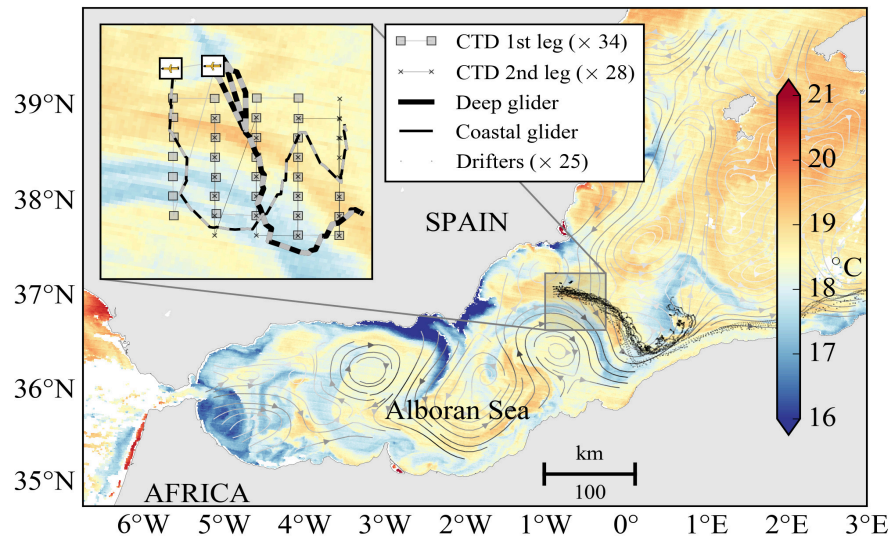 CTD 1st leg (× 34)
CTD 2nd leg (× 28)
Deep glider
Coastal glider
Drifters (× 25)
39°N
38°N
37°N
36°N
35°N
SPAIN
°C
21
20
19
18
17
16
Alboran Sea
km
100
AFRICA
6°W 5°W 4°W 3°W 2°W 1°W 0° 1°E 2°E 3°E